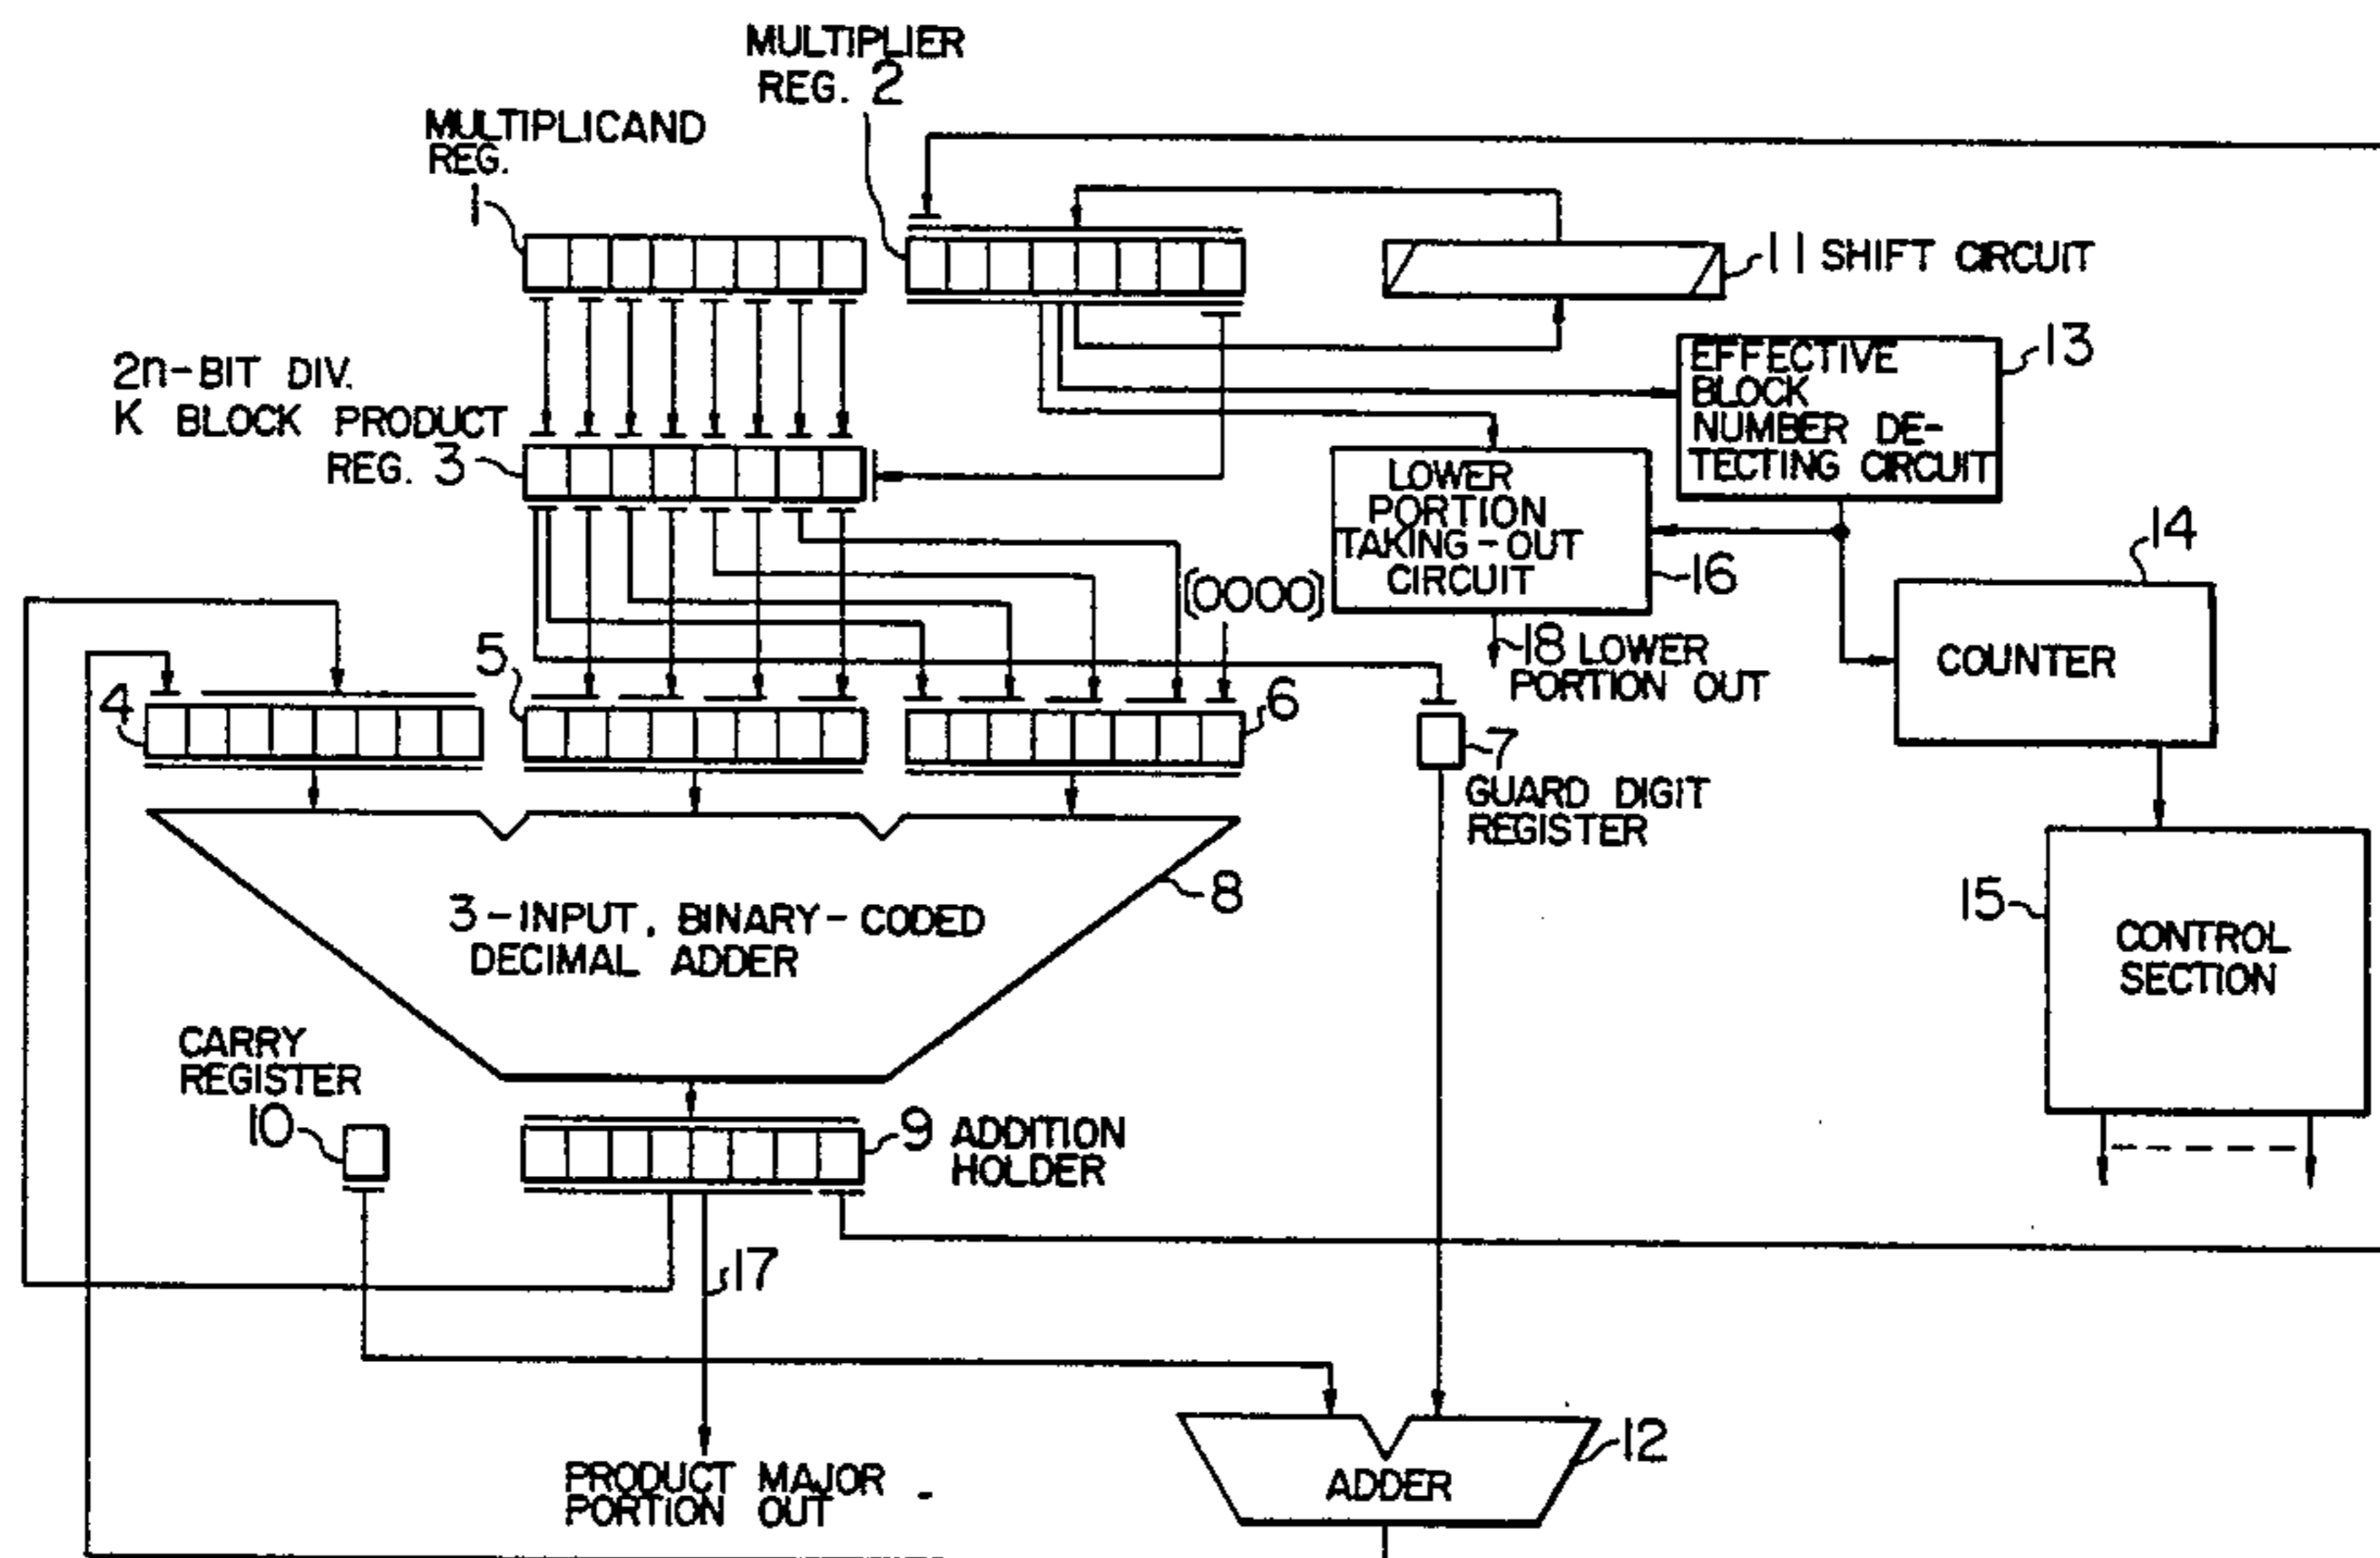 MULTIPLIER
REG. 2
MULTIPLICAND
REG.
1
11 SHIFT CIRCUIT
13
EFFECTIVE
BLOCK
NUMBER DE-
TECTING CIRCUIT
2n-BIT DIV.
K BLOCK PRODUCT
REG. 3
LOWER
PORTION
TAKING-OUT
CIRCUIT
16
14
COUNTER
(0000)
18 LOWER
PORTION OUT
4
5
6
7
GUARD DIGIT
REGISTER
8
3-INPUT, BINARY-CODED
DECIMAL ADDER
15
CONTROL
SECTION
CARRY
REGISTER
10
9 ADDITION
HOLDER
17
PRODUCT MAJOR
PORTION OUT
12
ADDER